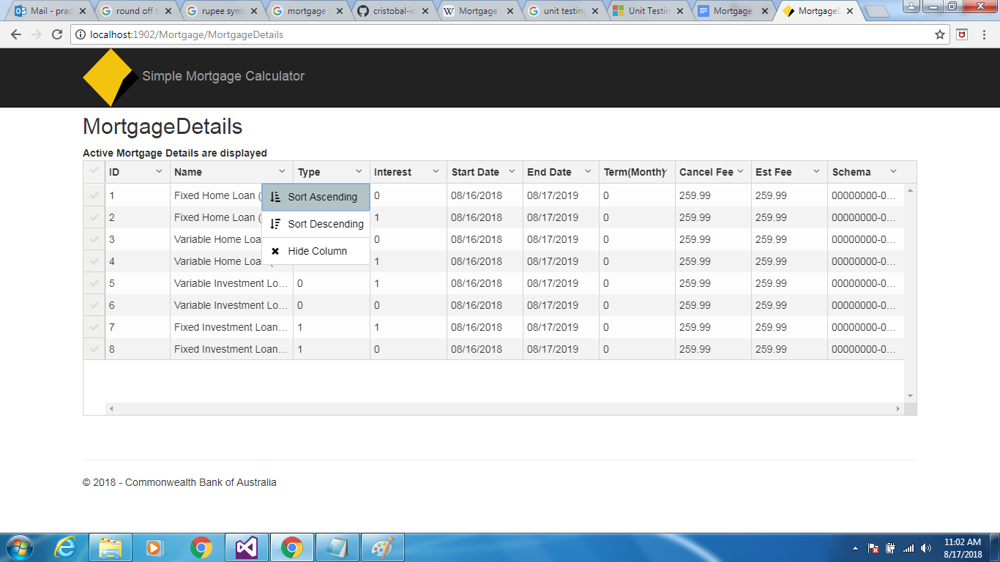 Mail - prad round off t rupee sym mortgage cristobal-ic Mortgage unit testing Unit Testin Mortgage MortgageD
localhost:1902/Mortgage/MortgageDetails
Simple Mortgage Calculator
MortgageDetails
Active Mortgage Details are displayed
ID Name Type Interest Start Date End Date Term(Month) Cancel Fee Est Fee Schema
1 Fixed Home Loan ( 0 08/16/2018 08/17/2019 0 259.99 259.99 00000000-0...
Sort Ascending
2 Fixed Home Loan ( 1 08/16/2018 08/17/2019 0 259.99 259.99 00000000-0...
Sort Descending
3 Variable Home Loa 0 08/16/2018 08/17/2019 0 259.99 259.99 00000000-0...
Hide Column
4 Variable Home Loan ( 1 08/16/2018 08/17/2019 0 259.99 259.99 00000000-0...
5 Variable Investment Lo... 0 1 08/16/2018 08/17/2019 0 259.99 259.99 00000000-0...
6 Variable Investment Lo... 0 0 08/16/2018 08/17/2019 0 259.99 259.99 00000000-0...
7 Fixed Investment Loan... 1 1 08/16/2018 08/17/2019 0 259.99 259.99 00000000-0...
8 Fixed Investment Loan... 1 0 08/16/2018 08/17/2019 0 259.99 259.99 00000000-0...
© 2018 - Commonwealth Bank of Australia
11:02 AM
8/17/2018